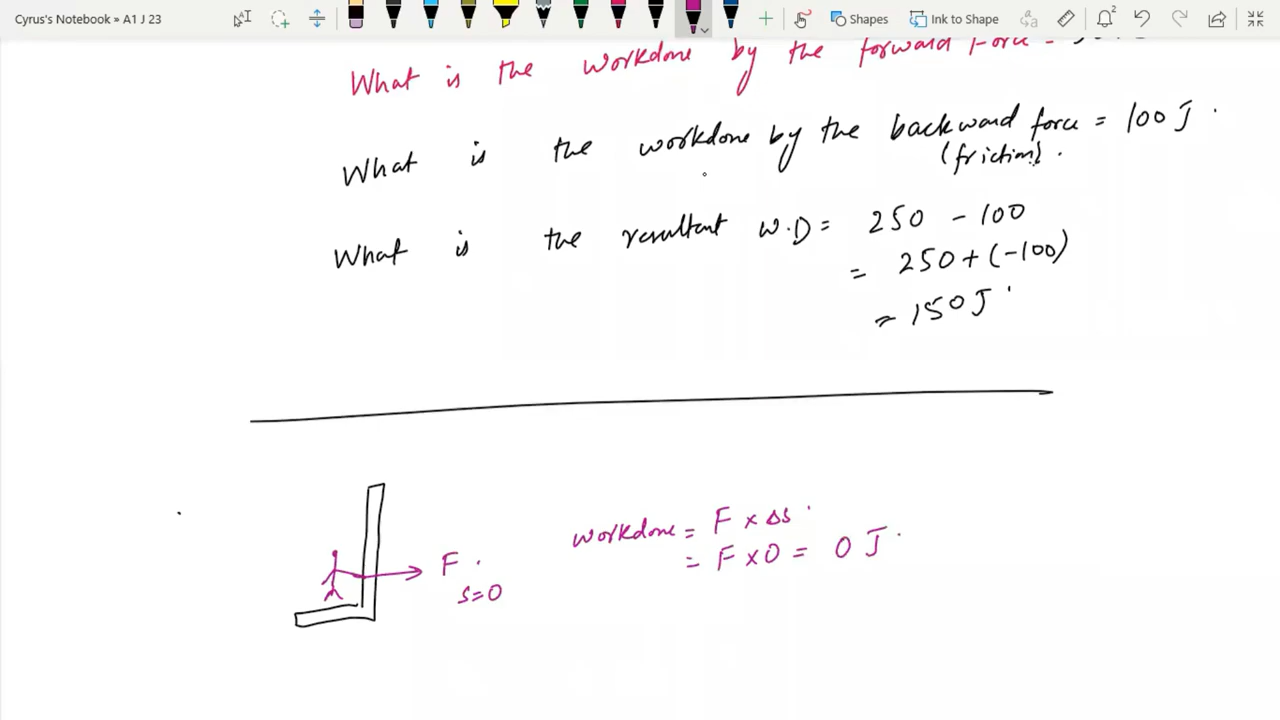 Cyrus's Notebook » A1 J 23
Shapes
Ink to Shape
2
What is the workdone by the forward Force =
What is the workdone by the backward force = 100 J.
(friction).
What is the resultent W.D = 250 - 100
= 250 + (-100)
= 150 J.
workdone = F × Δs.
= F × 0 = 0 J.
F.
s=0